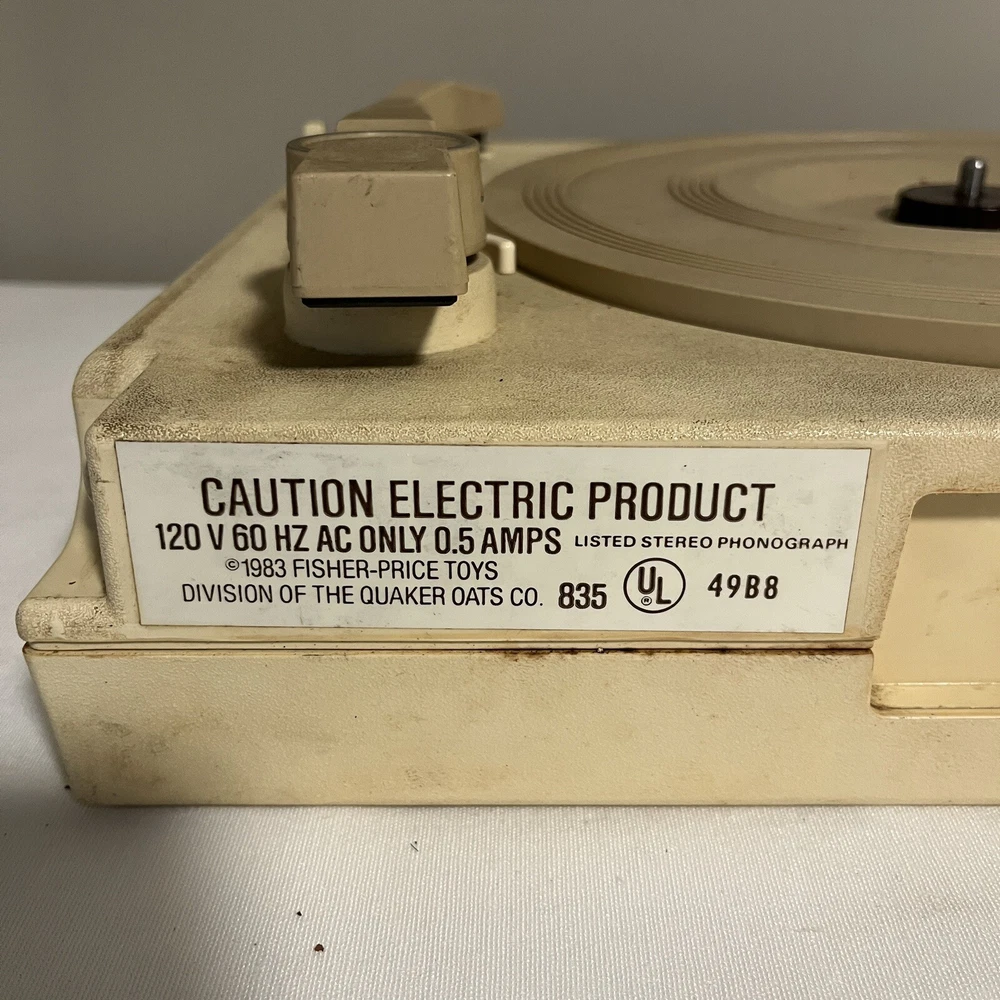 CAUTION ELECTRIC PRODUCT
120 V 60 HZ AC ONLY 0.5 AMPS LISTED STEREO PHONOGRAPH
©1983 FISHER-PRICE TOYS
DIVISION OF THE QUAKER OATS CO. 835 UL ® 49B8